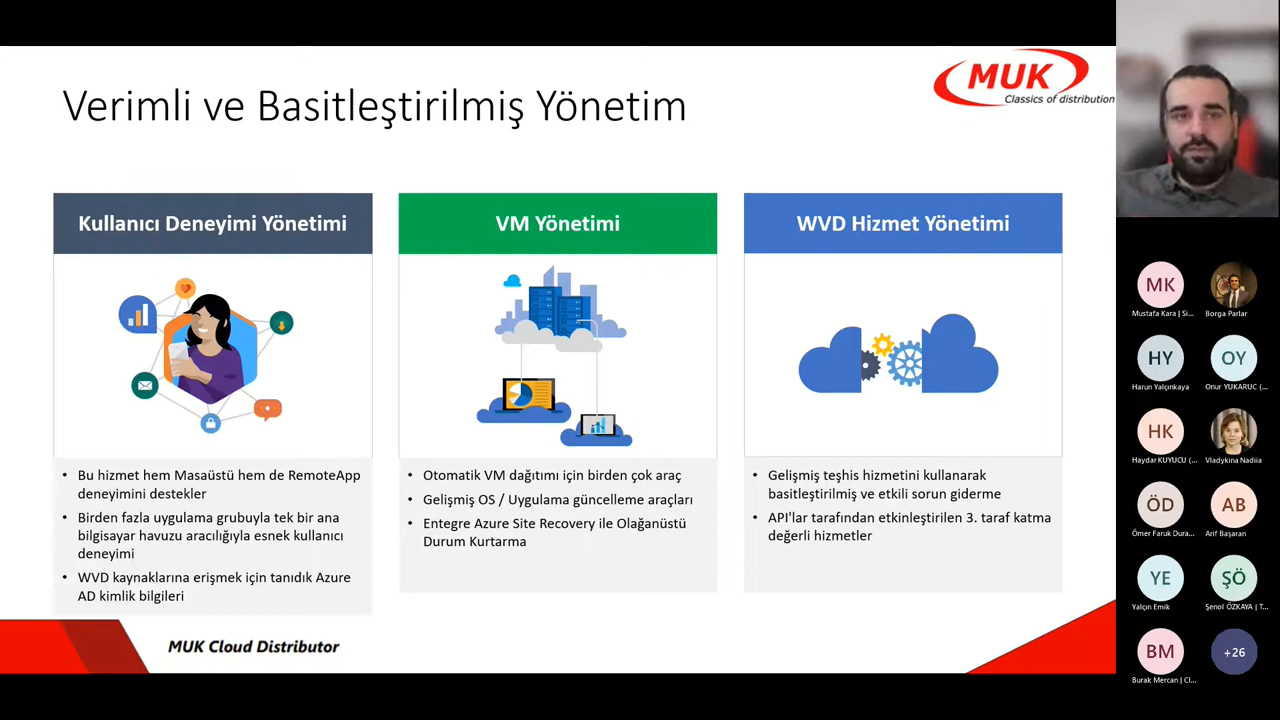 Verimli ve Basitleştirilmiş Yönetim
MUK
Classics of distribution
Kullanıcı Deneyimi Yönetimi
Bu hizmet hem Masaüstü hem de RemoteApp
deneyimini destekler
Birden fazla uygulama grubuyla tek bir ana
bilgisayar havuzu aracılığıyla esnek kullanıcı
deneyimi
WVD kaynaklarına erişmek için tanıdık Azure
AD kimlik bilgileri
VM Yönetimi
Otomatik VM dağıtımı için birden çok araç
Gelişmiş OS / Uygulama güncelleme araçları
Entegre Azure Site Recovery ile Olağanüstü
Durum Kurtarma
WVD Hizmet Yönetimi
Gelişmiş teşhis hizmetini kullanarak
basitleştirilmiş ve etkili sorun giderme
API'lar tarafından etkinleştirilen 3. taraf katma
değerli hizmetler
MUK Cloud Distributor
MK
Mustafa Kara | Si...
Borga Parlar
HY
Harun Yalçınkaya
OY
Onur YUKARUC (...
HK
Haydar KUYUCU (...
Vladykina Nadiia
ÖD
Ömer Faruk Dura...
AB
Arif Başaran
YE
Yalçın Emik
ŞÖ
Şenol ÖZKAYA | T...
BM
Burak Mercan | Cl...
+26